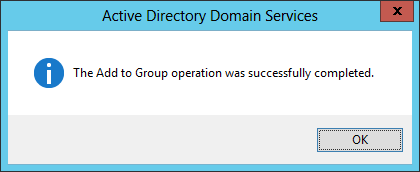 Active Directory Domain Services
x
The Add to Group operation was successfully completed.
OK